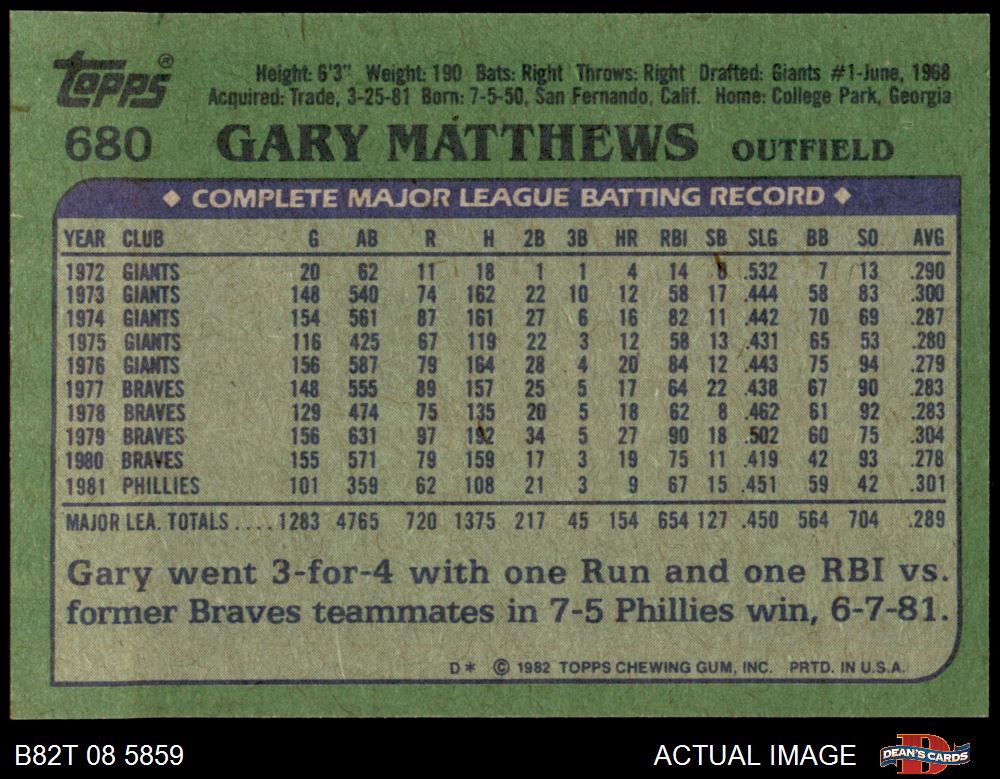 Topps®
Height: 6'3" Weight: 190 Bats: Right Throws: Right Drafted: Giants #1-June, 1968
Acquired: Trade, 3-25-81 Born: 7-5-50, San Fernando, Calif. Home: College Park, Georgia
680 GARY MATTHEWS OUTFIELD
◆ COMPLETE MAJOR LEAGUE BATTING RECORD ◆
YEAR CLUB G AB R H 2B 3B HR RBI SB SLG BB SO AVG
1972 GIANTS 20 62 11 18 1 1 4 14 .532 7 13 .290
1973 GIANTS 148 540 74 162 22 10 12 58 17 .444 58 83 .300
1974 GIANTS 154 561 87 161 27 6 16 82 11 .442 70 69 .287
1975 GIANTS 116 425 67 119 22 3 12 58 13 .431 65 53 .280
1976 GIANTS 156 587 79 164 28 4 20 84 12 .443 75 94 .279
1977 BRAVES 148 555 89 157 25 5 17 64 22 .438 67 90 .283
1978 BRAVES 129 474 75 135 20 5 18 62 8 .462 61 92 .283
1979 BRAVES 156 631 97 192 34 5 27 90 18 .502 60 75 .304
1980 BRAVES 155 571 79 159 17 3 19 75 11 .419 42 93 .278
1981 PHILLIES 101 359 62 108 21 3 9 67 15 .451 59 42 .301
MAJOR LEA. TOTALS ....1283 4765 720 1375 217 45 154 654 127 .450 564 704 .289
Gary went 3-for-4 with one Run and one RBI vs.
former Braves teammates in 7-5 Phillies win, 6-7-81.
D* © 1982 TOPPS CHEWING GUM, INC. PRTD. IN U.S.A.
B82T 08 5859 ACTUAL IMAGE DEAN'S CARDS